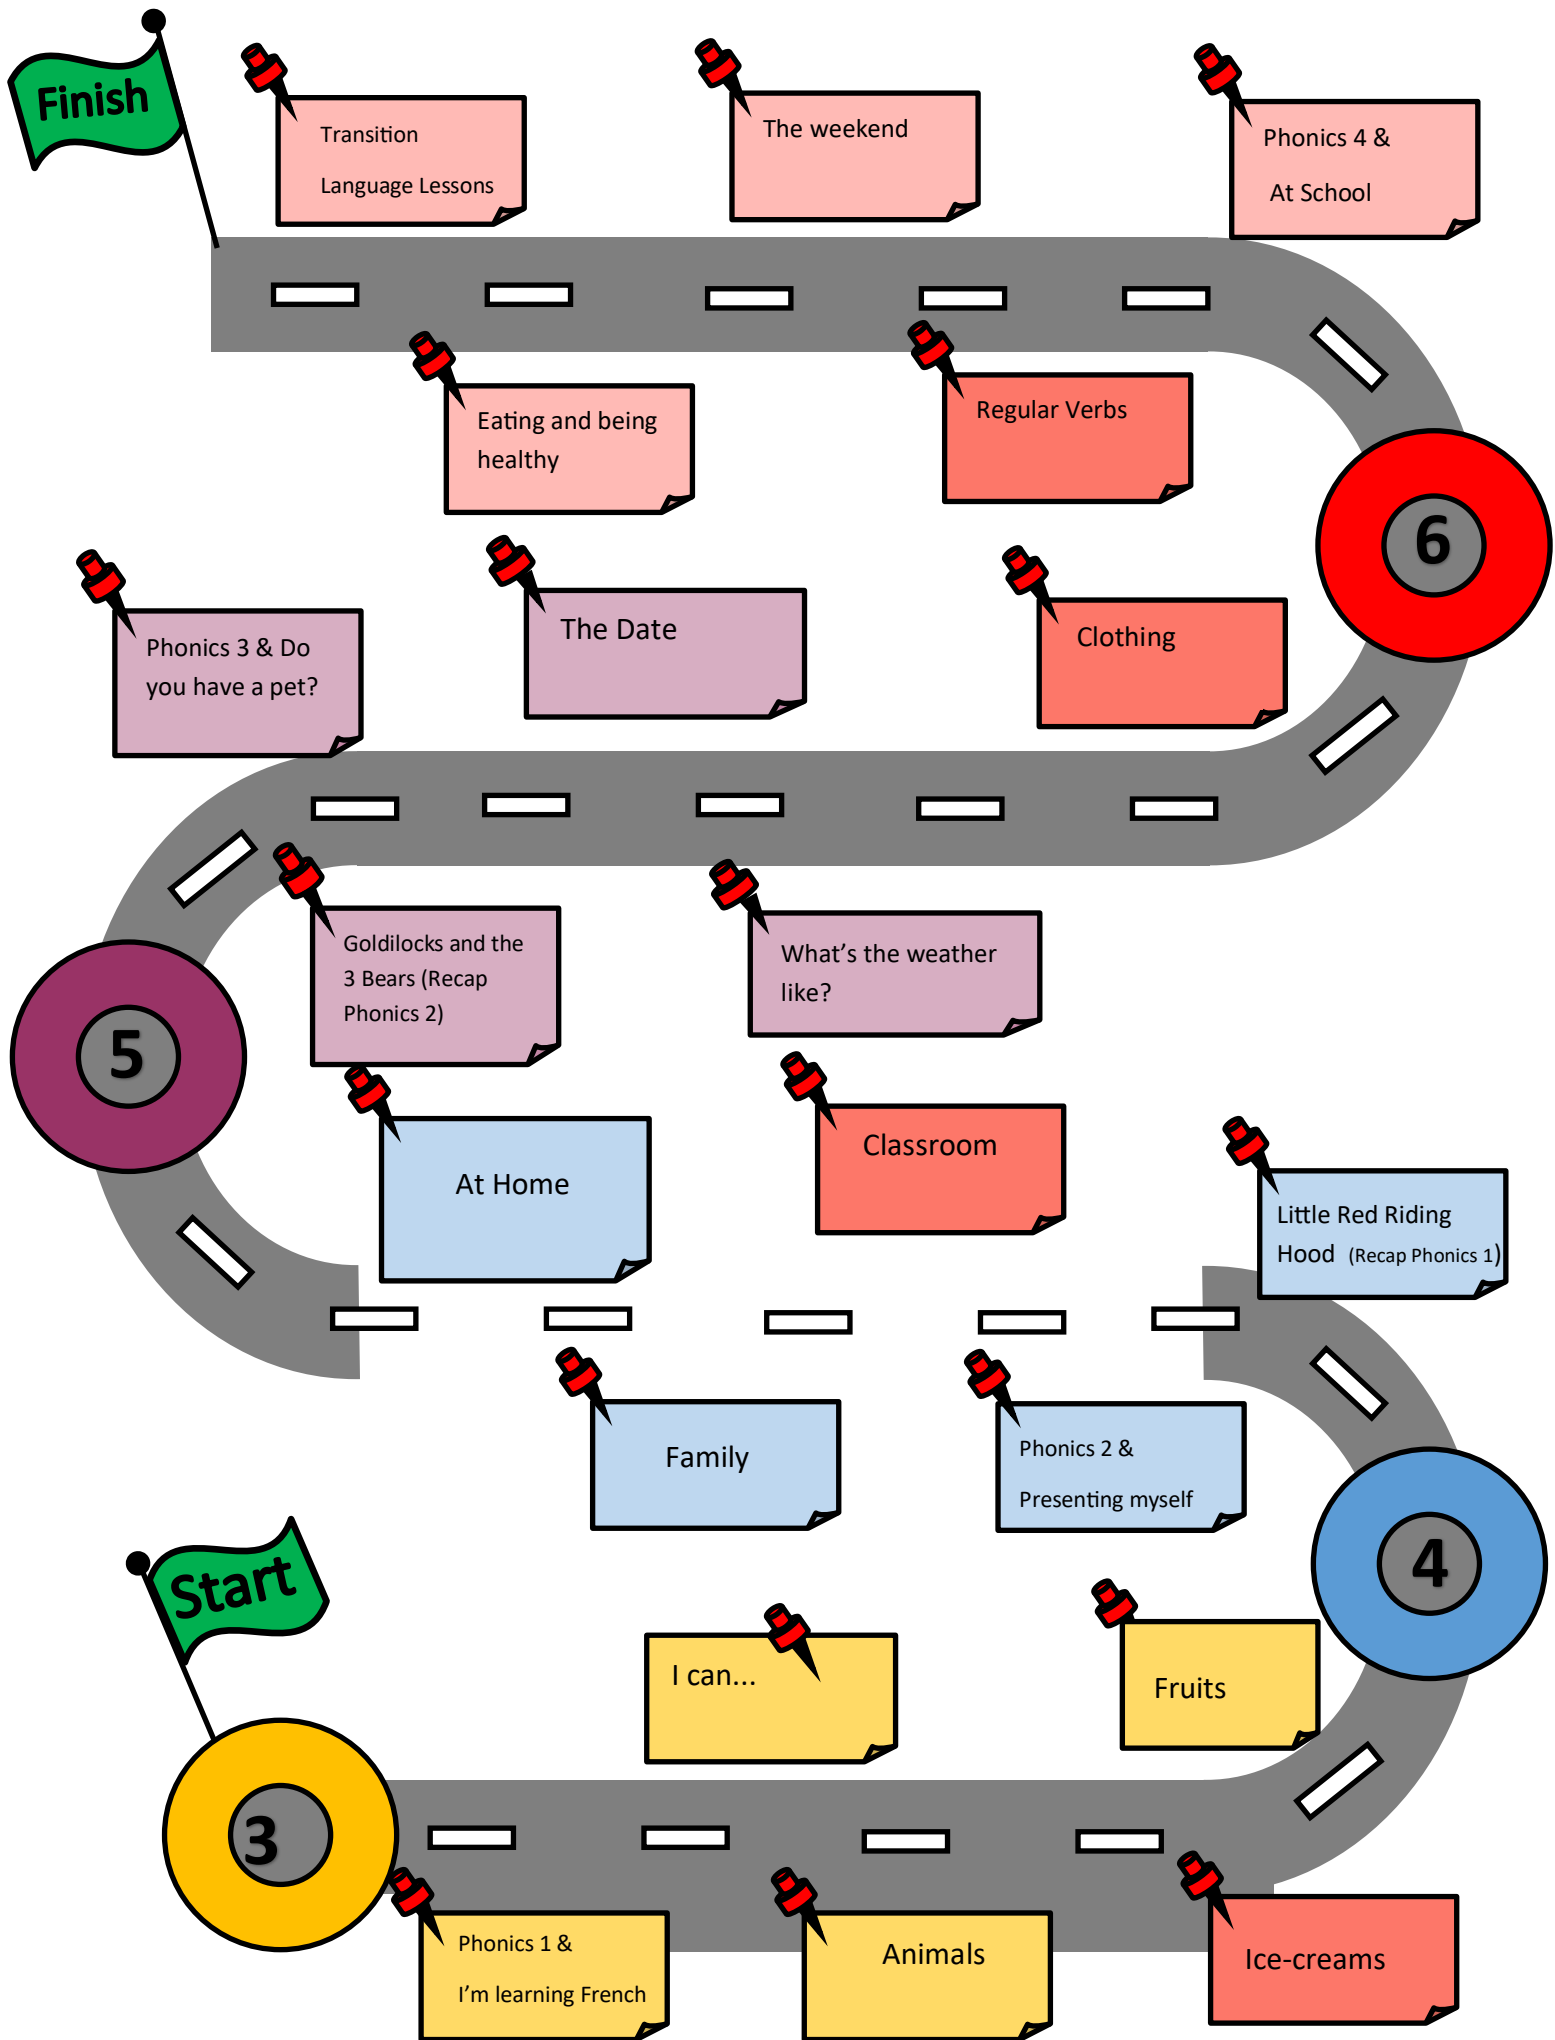 Finish
Transition
Language Lessons
The weekend
Phonics 4 &
At School
Eating and being
healthy
Regular Verbs
6
Phonics 3 & Do
you have a pet?
The Date
Clothing
Goldilocks and the
3 Bears (Recap
Phonics 2)
What's the weather
like?
5
At Home
Classroom
Little Red Riding
Hood (Recap Phonics 1)
Family
Phonics 2 &
Presenting myself
4
Start
I can...
Fruits
3
Phonics 1 &
I'm learning French
Animals
Ice-creams